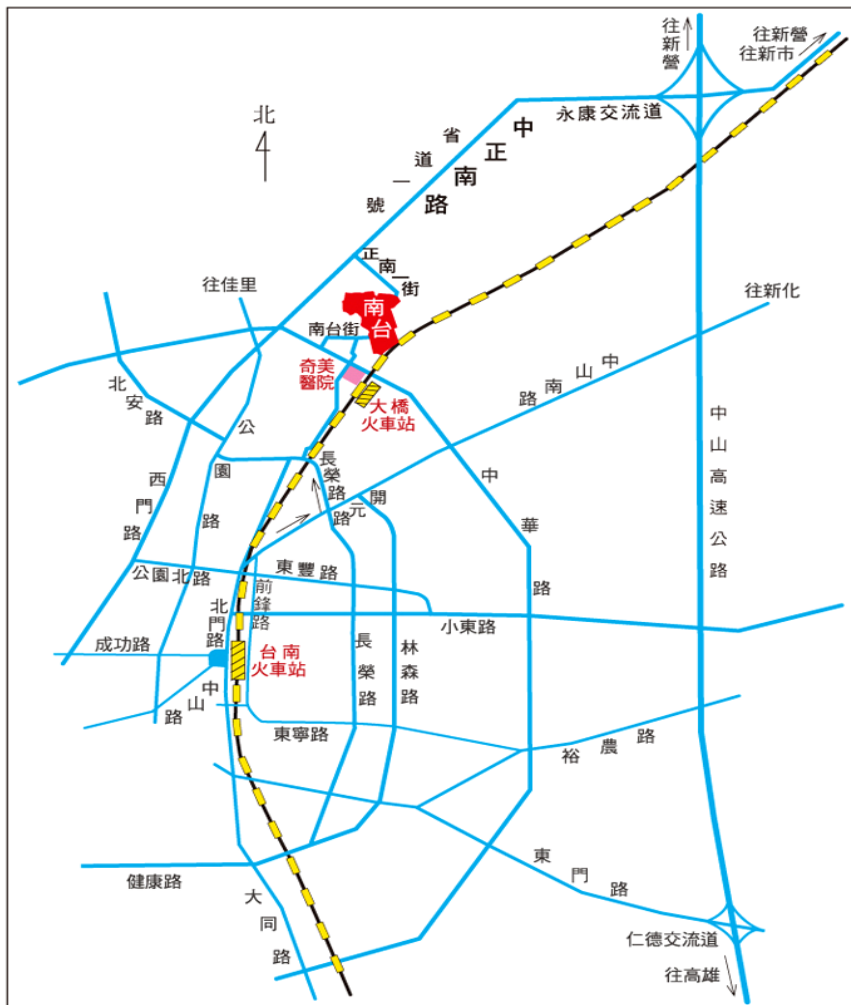 往新營
往新營
往新市
北
永康交流道
省道一號
中正南路
正南一街
往佳里
南台
南台街
往新化
奇美
醫院
大橋
火車站
中山南路
北安路
公園路
西門路
長榮路
開元路
中華路
中山高速公路
公園北路
東豐路
前鋒路
北門路
小東路
成功路
台南
火車站
長榮路
林森路
中山路
東寧路
裕農路
健康路
大同路
東門路
仁德交流道
往高雄